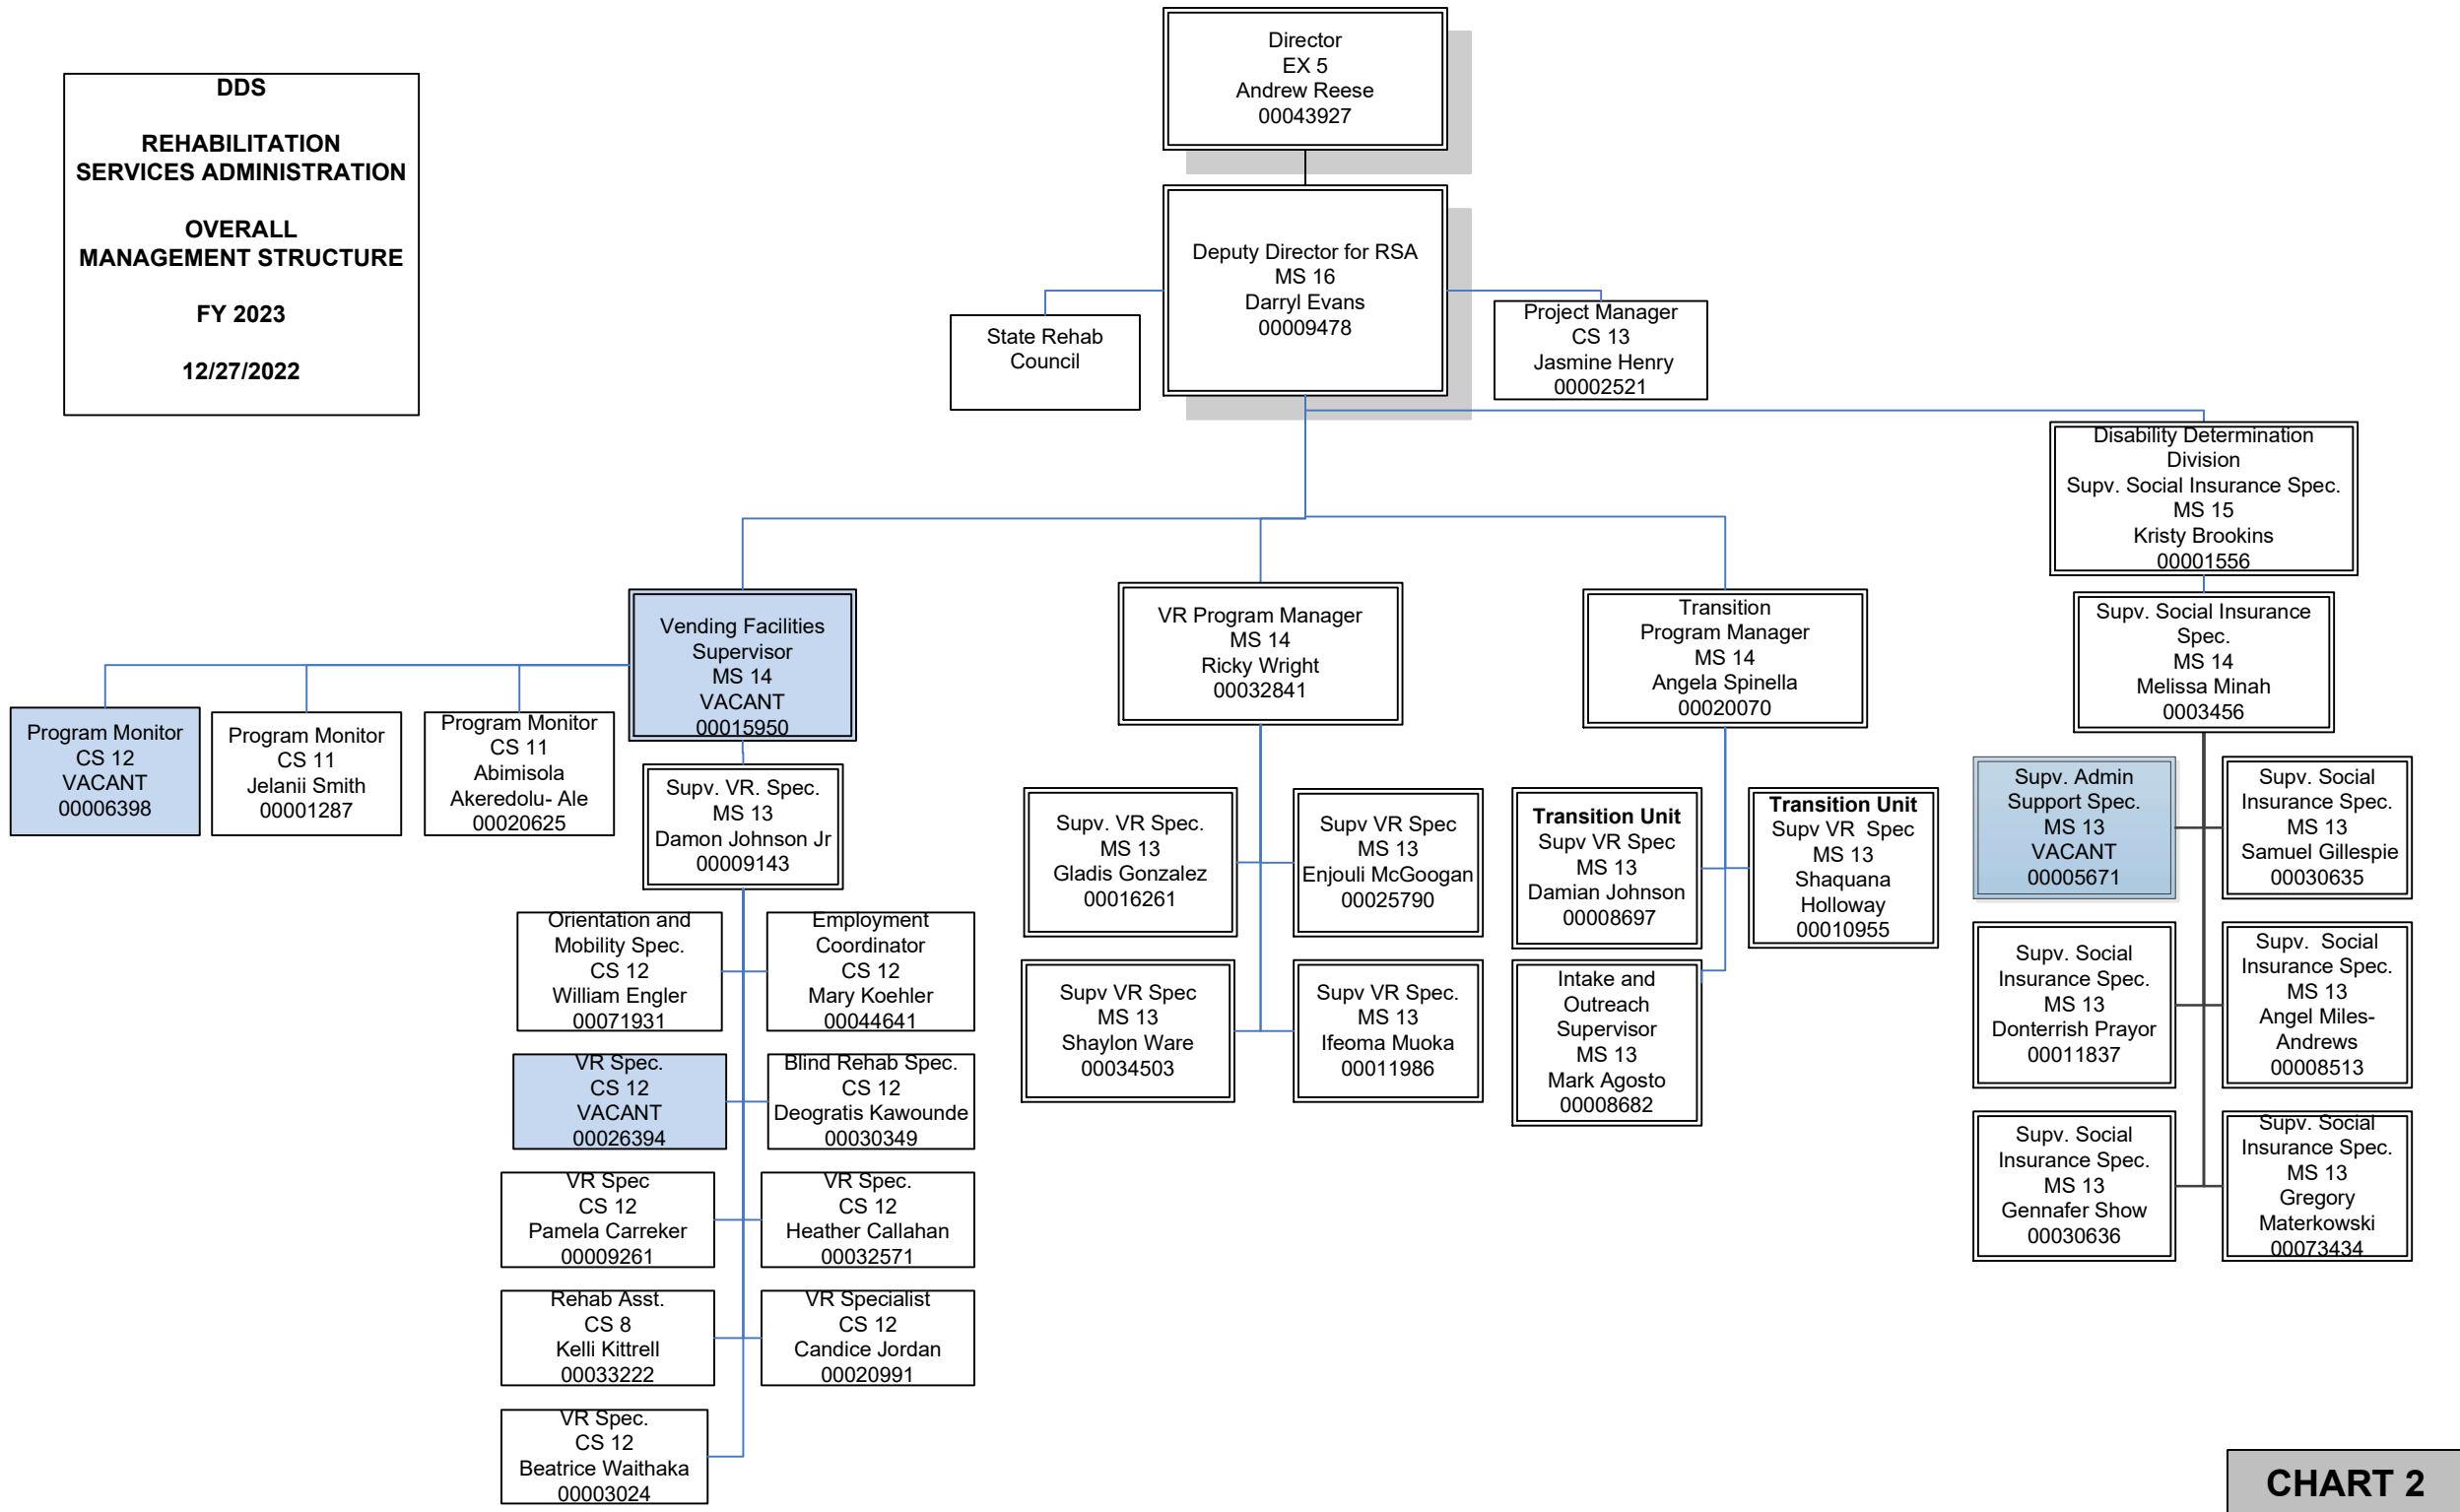 DDS
REHABILITATION
SERVICES ADMINISTRATION
OVERALL
MANAGEMENT STRUCTURE
FY 2023
12/27/2022
Director
EX 5
Andrew Reese
00043927
Deputy Director for RSA
MS 16
Darryl Evans
00009478
State Rehab
Council
Project Manager
CS 13
Jasmine Henry
00002521
Disability Determination
Division
Supv. Social Insurance Spec.
MS 15
Kristy Brookins
00001556
Vending Facilities
Supervisor
MS 14
VACANT
00015950
VR Program Manager
MS 14
Ricky Wright
00032841
Transition
Program Manager
MS 14
Angela Spinella
00020070
Supv. Social Insurance
Spec.
MS 14
Melissa Minah
0003456
Program Monitor
CS 12
VACANT
00006398
Program Monitor
CS 11
Jelanii Smith
00001287
Program Monitor
CS 11
Abimisola
Akeredolu- Ale
00020625
Supv. VR. Spec.
MS 13
Damon Johnson Jr
00009143
Supv. VR Spec.
MS 13
Gladis Gonzalez
00016261
Supv VR Spec
MS 13
Enjouli McGoogan
00025790
Transition Unit
Supv VR Spec
MS 13
Damian Johnson
00008697
Transition Unit
Supv VR  Spec
MS 13
Shaquana
Holloway
00010955
Supv. Admin
Support Spec.
MS 13
VACANT
00005671
Supv. Social
Insurance Spec.
MS 13
Samuel Gillespie
00030635
Orientation and
Mobility Spec.
CS 12
William Engler
00071931
Employment
Coordinator
CS 12
Mary Koehler
00044641
Supv VR Spec
MS 13
Shaylon Ware
00034503
Supv VR Spec.
MS 13
Ifeoma Muoka
00011986
Intake and
Outreach
Supervisor
MS 13
Mark Agosto
00008682
Supv. Social
Insurance Spec.
MS 13
Donterrish Prayor
00011837
Supv.  Social
Insurance Spec.
MS 13
Angel Miles-
Andrews
00008513
VR Spec.
CS 12
VACANT
00026394
Blind Rehab Spec.
CS 12
Deogratis Kawounde
00030349
Supv. Social
Insurance Spec.
MS 13
Gennafer Show
00030636
Supv. Social
Insurance Spec.
MS 13
Gregory
Materkowski
00073434
VR Spec
CS 12
Pamela Carreker
00009261
VR Spec.
CS 12
Heather Callahan
00032571
Rehab Asst.
CS 8
Kelli Kittrell
00033222
VR Specialist
CS 12
Candice Jordan
00020991
VR Spec.
CS 12
Beatrice Waithaka
00003024
CHART 2